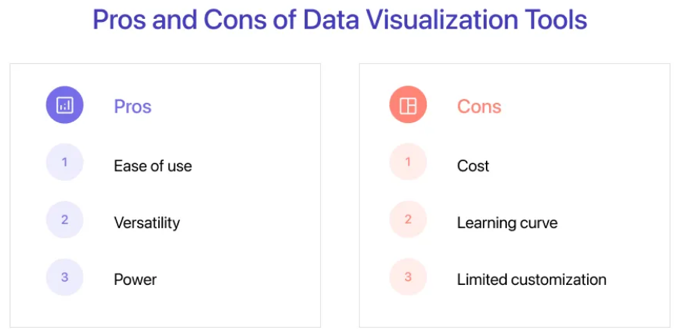 Pros and Cons of Data Visualization Tools
Pros
1 Ease of use
2 Versatility
3 Power
Cons
1 Cost
2 Learning curve
3 Limited customization